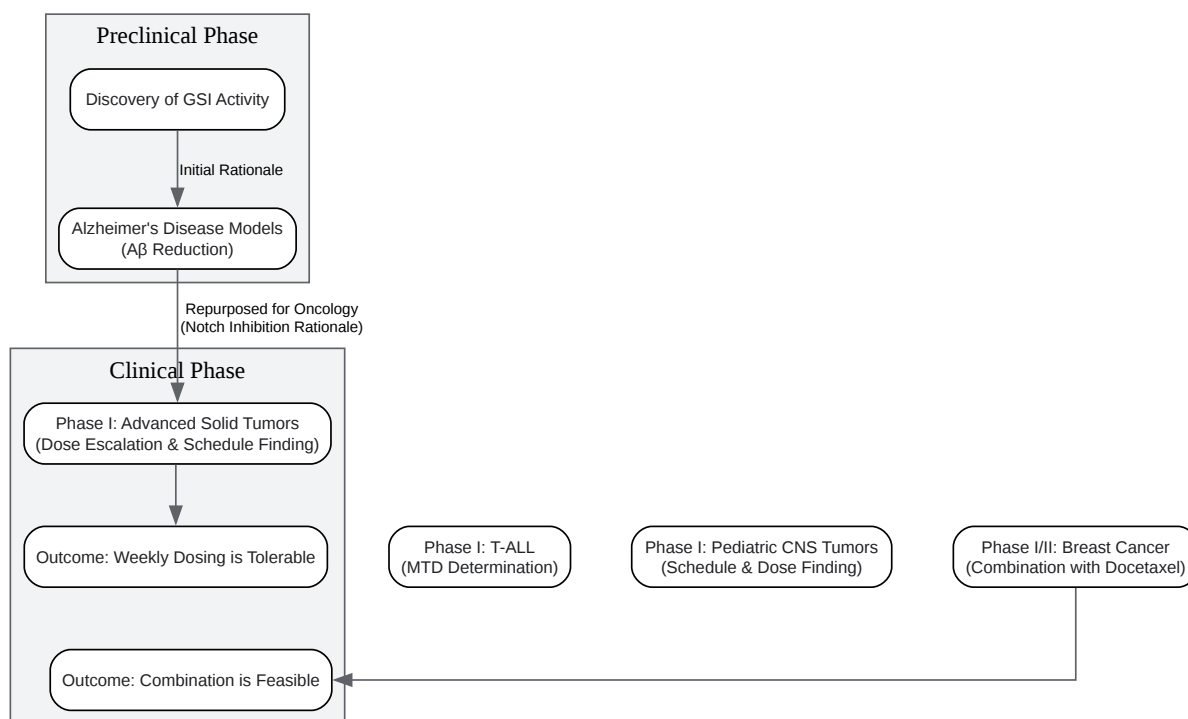 Preclinical Phase
Discovery of GSI Activity
Initial Rationale
Alzheimer's Disease Models
(Aβ Reduction)
Repurposed for Oncology
(Notch Inhibition Rationale)
Clinical Phase
Phase I: Advanced Solid Tumors
(Dose Escalation & Schedule Finding)
Outcome: Weekly Dosing is Tolerable
Phase I: T-ALL
(MTD Determination)
Phase I: Pediatric CNS Tumors
(Schedule & Dose Finding)
Phase I/II: Breast Cancer
(Combination with Docetaxel)
Outcome: Combination is Feasible